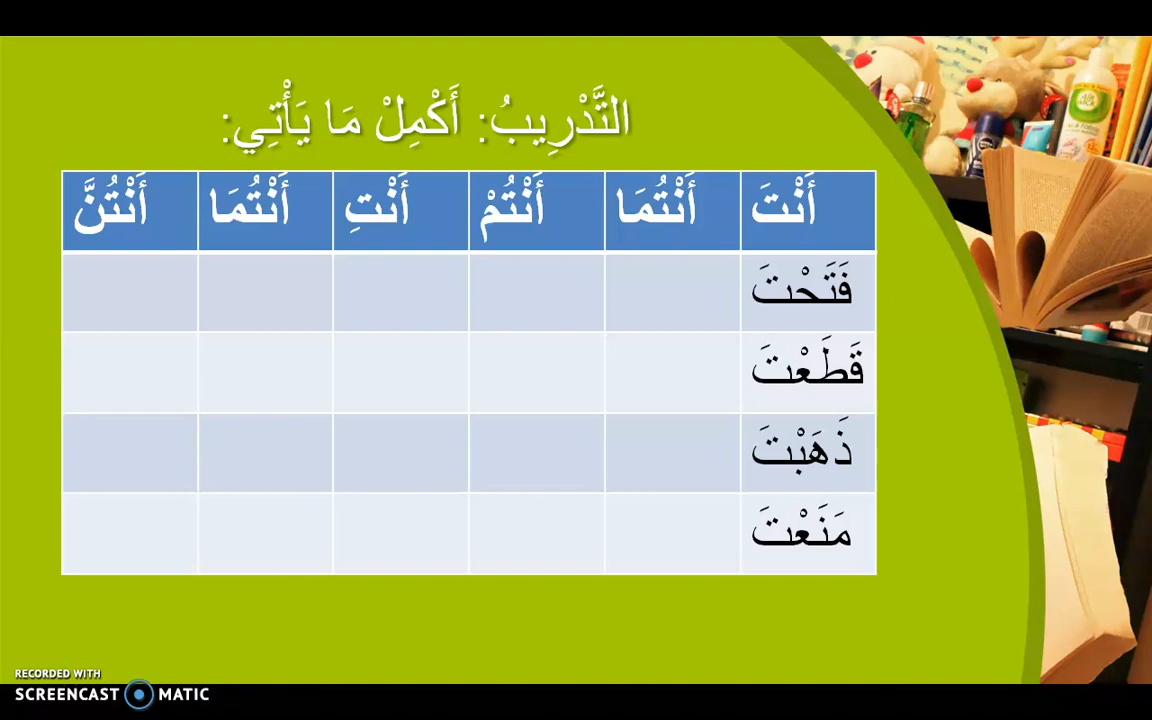 التَّدْرِيبُ: أَكْمِلْ مَا يَأْتِي:
أَنْتَ أَنْتُمَا أَنْتُمْ أَنْتِ أَنْتُمَا أَنْتُنَّ
فَتَحْتَ
قَطَعْتَ
ذَهَبْتَ
مَنَعْتَ
RECORDED WITH
SCREENCAST MATIC